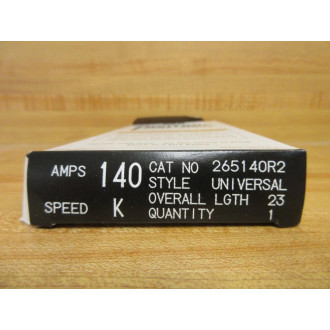 AMPS 140 CAT NO 265140R2
STYLE UNIVERSAL
SPEED K OVERALL LGTH 23
QUANTITY 1